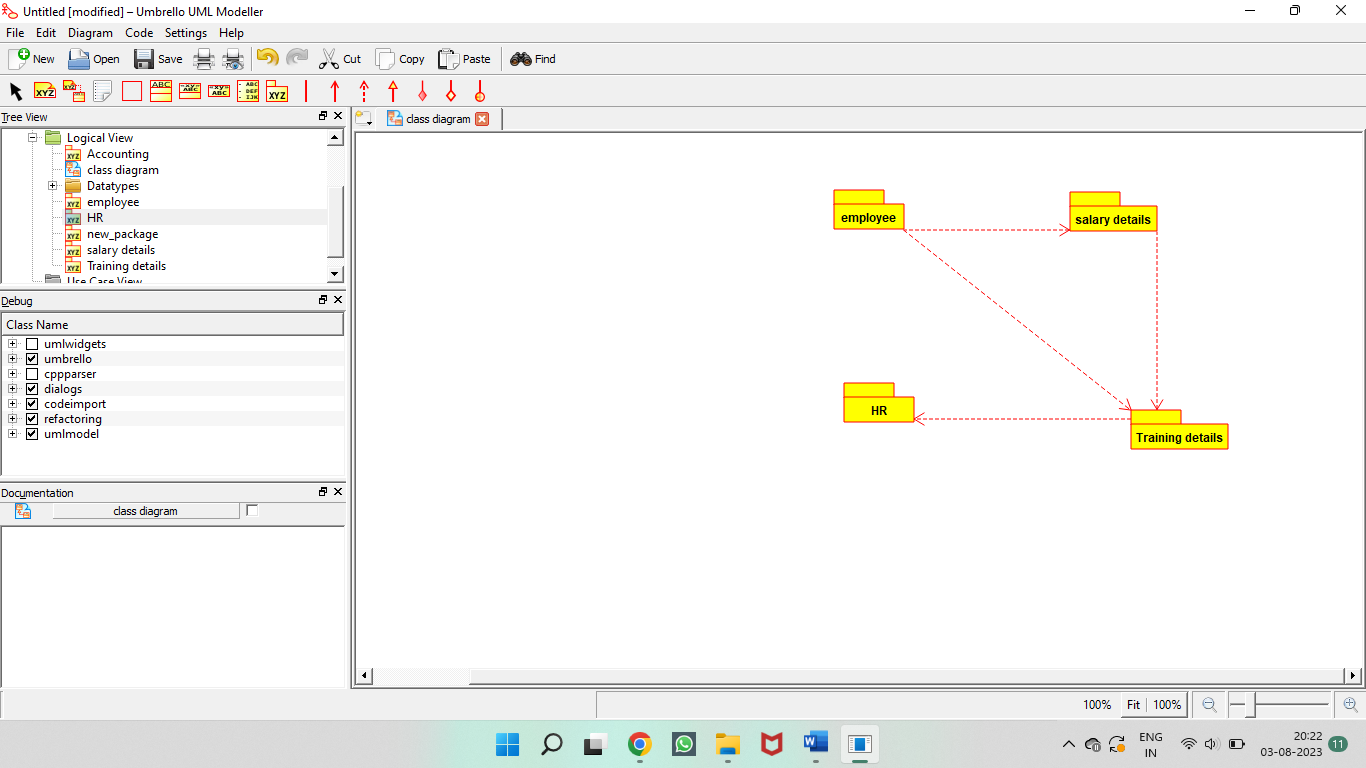 Untitled [modified] – Umbrello UML Modeller
File Edit Diagram Code Settings Help
New Open Save Cut Copy Paste Find
Tree View
class diagram
Logical View
Accounting
class diagram
Datatypes
employee
HR
new_package
salary details
Training details
Use Case View
Debug
Class Name
umlwidgets
umbrello
cppparser
dialogs
codeimport
refactoring
umlmodel
Documentation
class diagram
employee
salary details
HR
Training details
100% Fit 100%
ENG
IN
20:22
03-08-2023
11